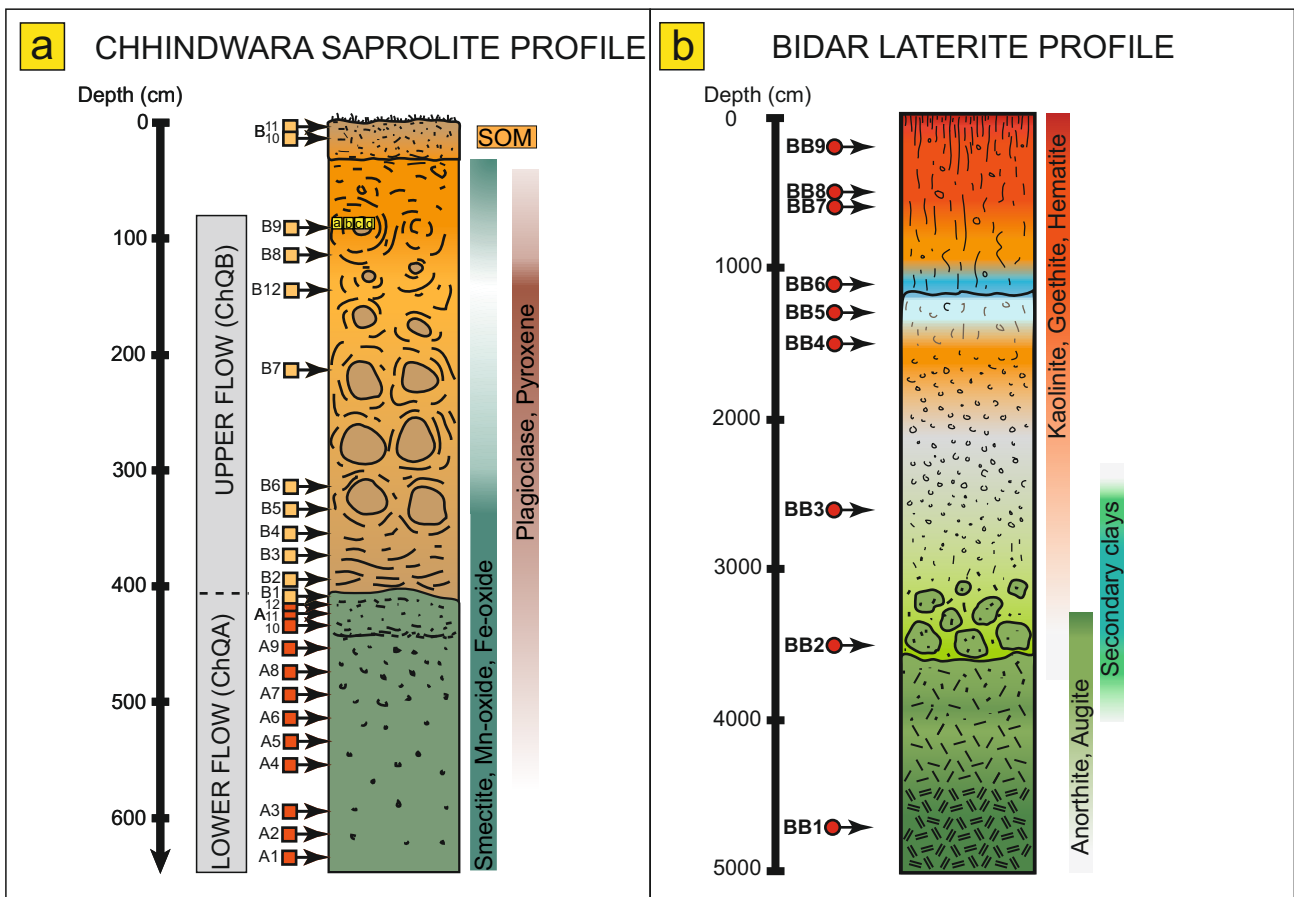 a
CHHINDWARA SAPROLITE PROFILE
Depth (cm)
0
100
200
300
400
500
600
UPPER FLOW (ChQB)
LOWER FLOW (ChQA)
B11
10
B9
B8
B12
B7
B6
B5
B4
B3
B2
B1
12
A11
10
A9
A8
A7
A6
A5
A4
A3
A2
A1
a b c d
SOM
Smectite, Mn-oxide, Fe-oxide
Plagioclase, Pyroxene
b
BIDAR LATERITE PROFILE
Depth (cm)
0
1000
2000
3000
4000
5000
BB9
BB8
BB7
BB6
BB5
BB4
BB3
BB2
BB1
Kaolinite, Goethite, Hematite
Anorthite, Augite
Secondary clays